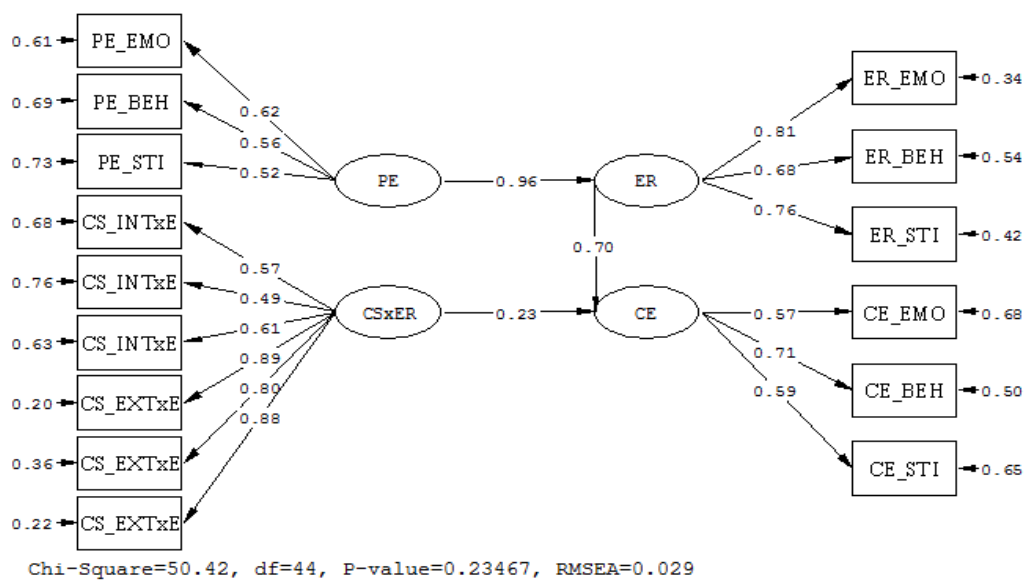 0.61 PE_EMO
0.69 PE_BEH
0.73 PE_STI
0.68 CS_INTxE
0.76 CS_INTxE
0.63 CS_INTxE
0.20 CS_EXTxE
0.36 CS_EXTxE
0.22 CS_EXTxE
0.62
0.56
0.52
0.57
0.49
0.61
0.89
0.80
0.88
PE 0.96 ER
0.70
CSxER 0.23 CE
0.81
0.68
0.76
0.57
0.71
0.59
ER_EMO 0.34
ER_BEH 0.54
ER_STI 0.42
CE_EMO 0.68
CE_BEH 0.50
CE_STI 0.65
Chi-Square=50.42, df=44, P-value=0.23467, RMSEA=0.029